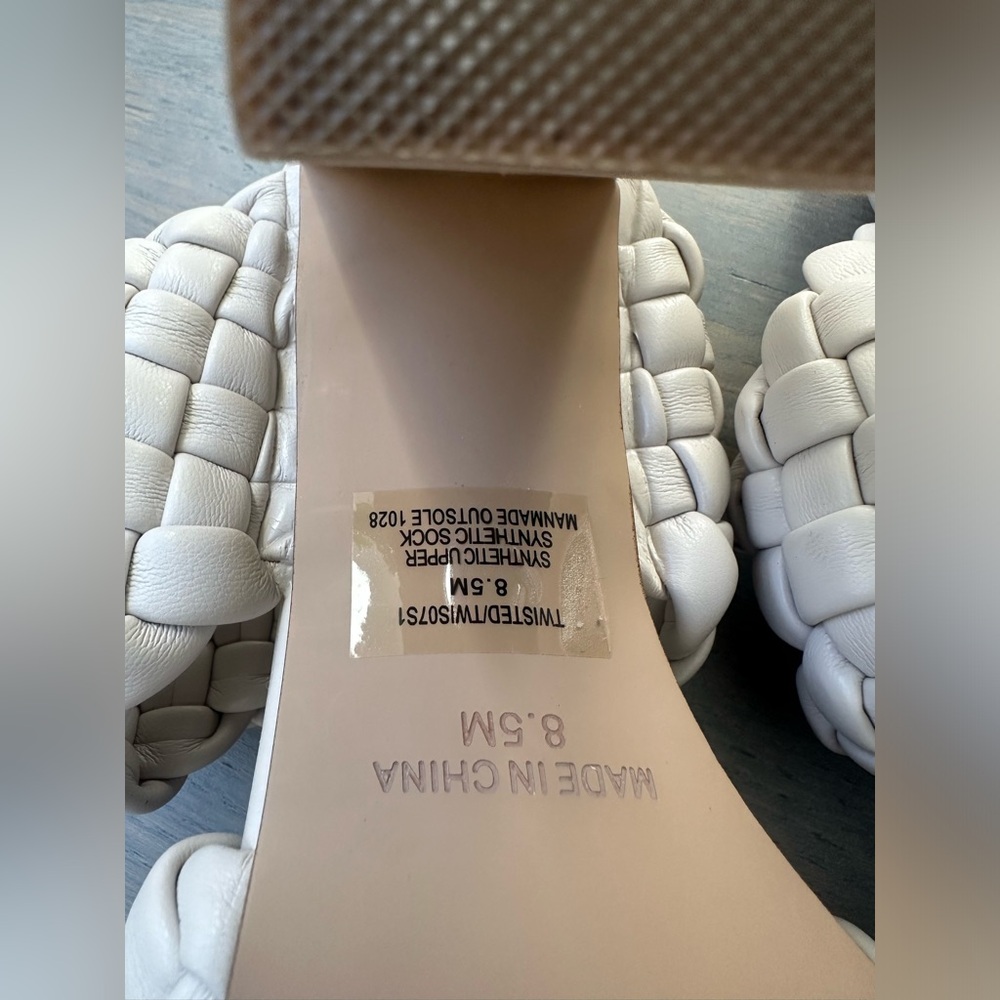 TWISTED/TWIS07S1
8.5M
SYNTHETIC UPPER
SYNTHETIC SOCK
MANMADE OUTSOLE 1028
MADE IN CHINA
8.5M